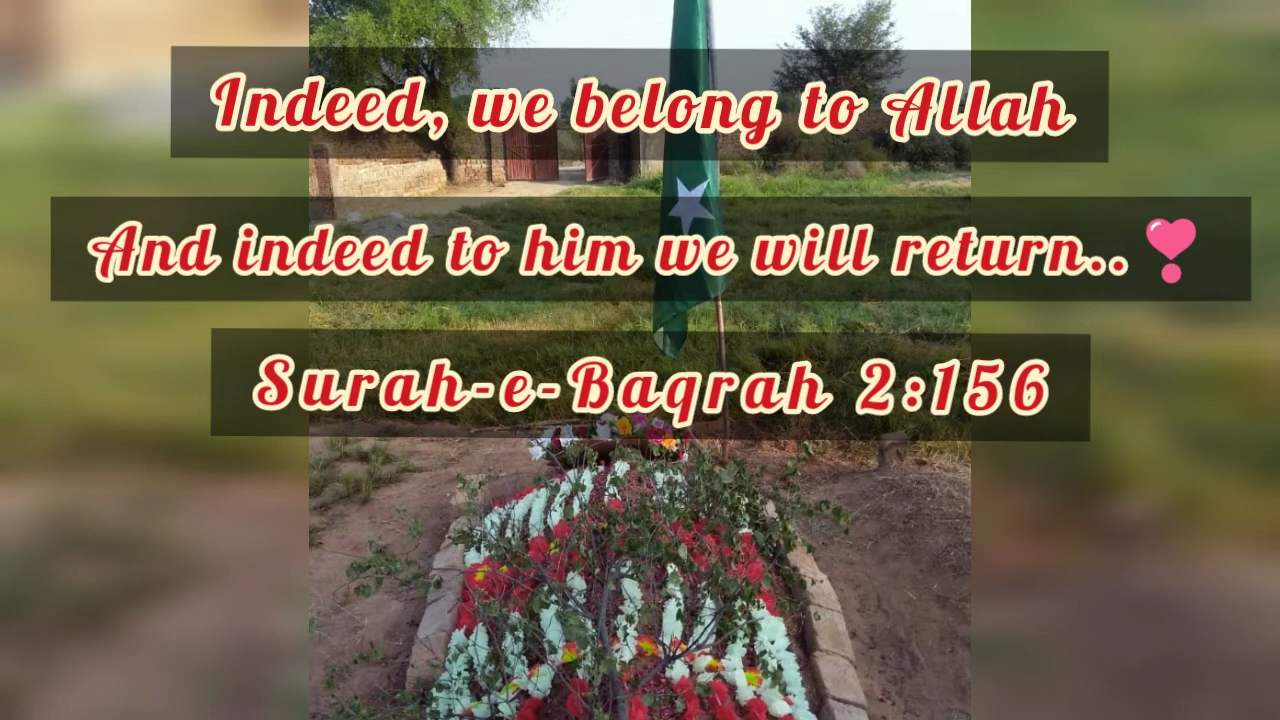 Indeed, we belong to Allah
And indeed to him we will return..❣
Surah-e-Baqrah 2:156